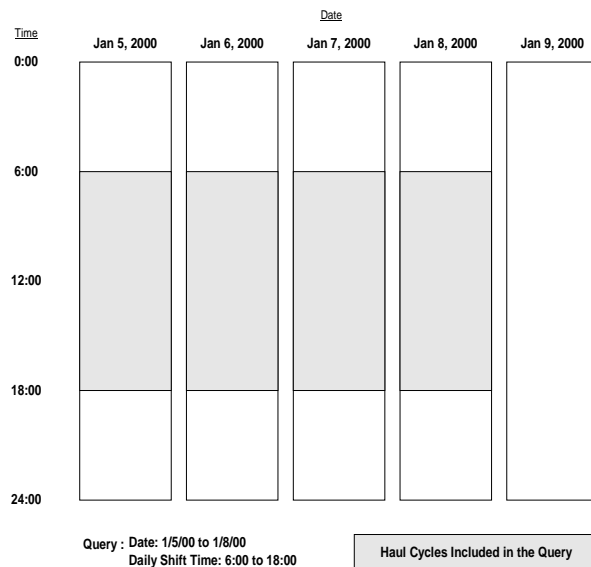 Date
Time
Jan 5, 2000 Jan 6, 2000 Jan 7, 2000 Jan 8, 2000 Jan 9, 2000
0:00
6:00
12:00
18:00
24:00
Query : Date: 1/5/00 to 1/8/00
Daily Shift Time: 6:00 to 18:00
Haul Cycles Included in the Query